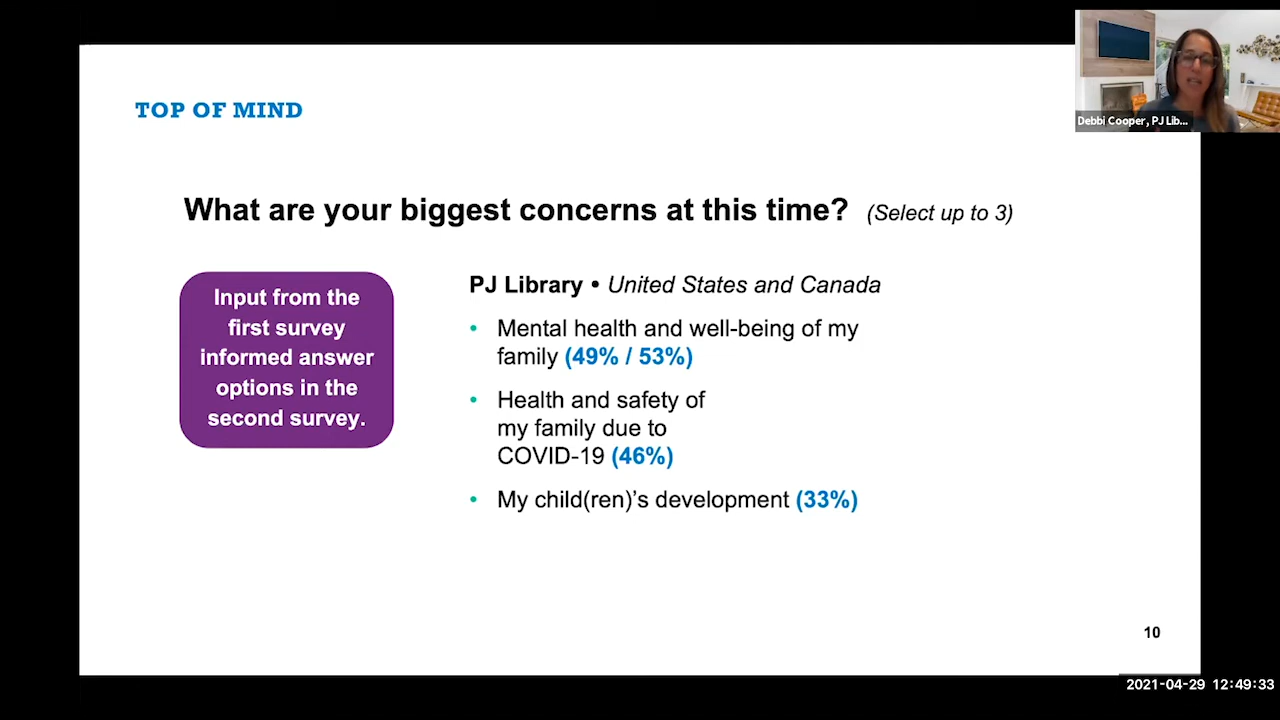 TOP OF MIND
Debbi Cooper, PJ Lib...
What are your biggest concerns at this time? (Select up to 3)
Input from the
first survey
informed answer
options in the
second survey.
PJ Library • United States and Canada
• Mental health and well-being of my
family (49% / 53%)
• Health and safety of
my family due to
COVID-19 (46%)
• My child(ren)’s development (33%)
10
2021-04-29 12:49:33